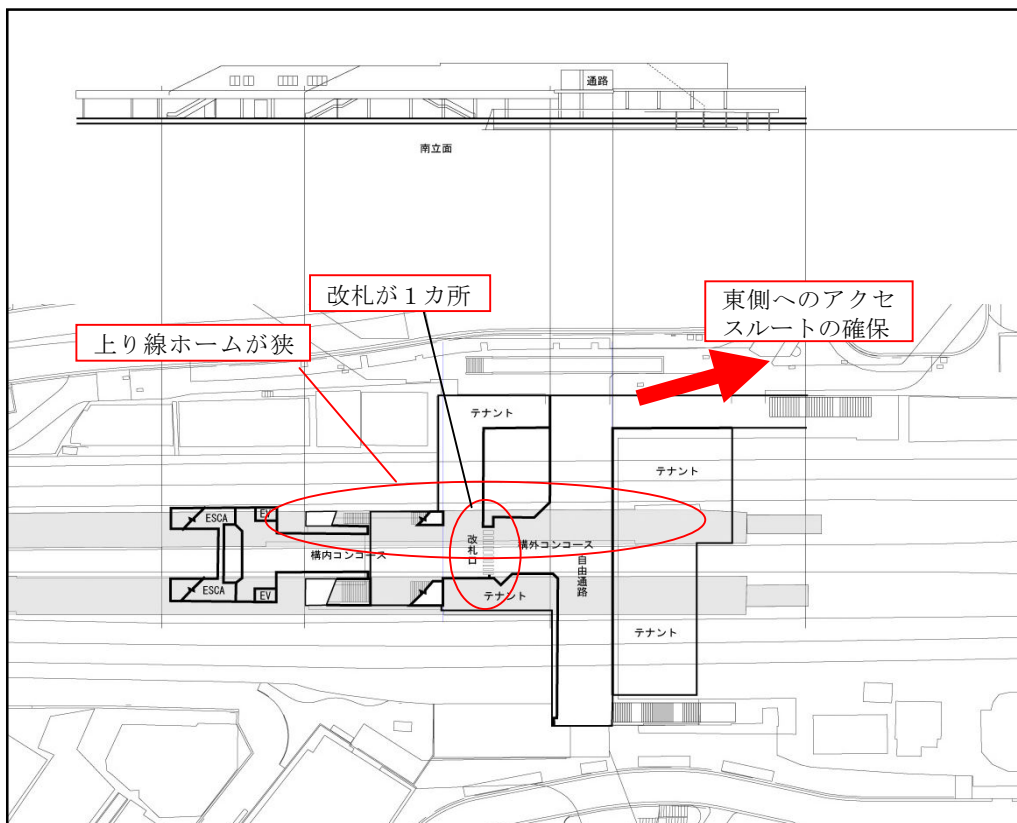 通路
南立面
改札が1カ所
東側へのアクセ
スルートの確保
上り線ホームが狭
テナント
テナント
ESCA
EV
改札口
構外コンコース
構内コンコース
自由通路
ESCA
EV
テナント
テナント